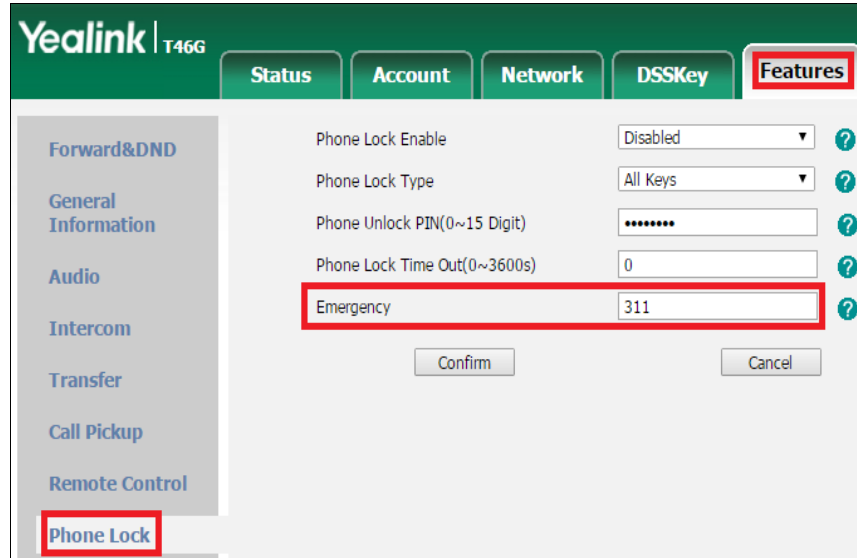 Yealink T46G
Status Account Network DSSKey Features
Forward&DND
General
Information
Audio
Intercom
Transfer
Call Pickup
Remote Control
Phone Lock
Phone Lock Enable Disabled ?
Phone Lock Type All Keys ?
Phone Unlock PIN(0~15 Digit) •••••••• ?
Phone Lock Time Out(0~3600s) 0 ?
Emergency 311 ?
Confirm Cancel